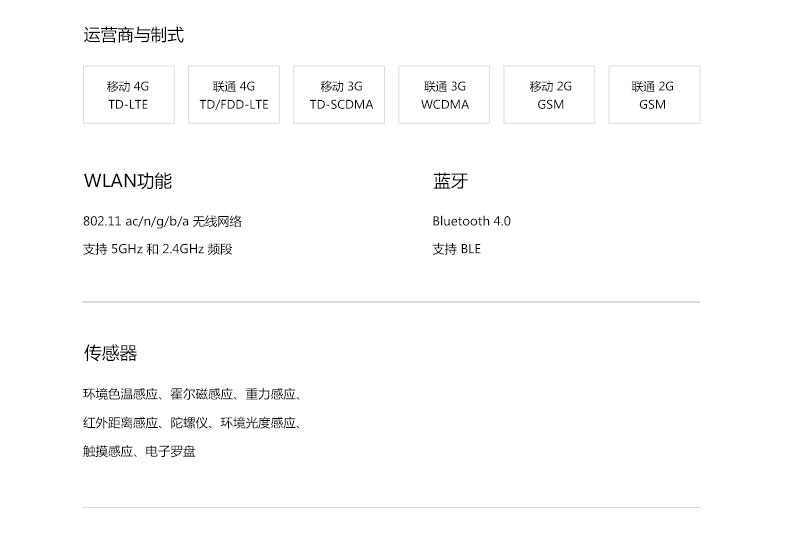 运营商与制式
移动 4G
TD-LTE
联通 4G
TD/FDD-LTE
移动 3G
TD-SCDMA
联通 3G
WCDMA
移动 2G
GSM
联通 2G
GSM
WLAN功能
802.11 ac/n/g/b/a 无线网络
支持 5GHz 和 2.4GHz 频段
蓝牙
Bluetooth 4.0
支持 BLE
传感器
环境色温感应、霍尔磁感应、重力感应、
红外距离感应、陀螺仪、环境光度感应、
触摸感应、电子罗盘